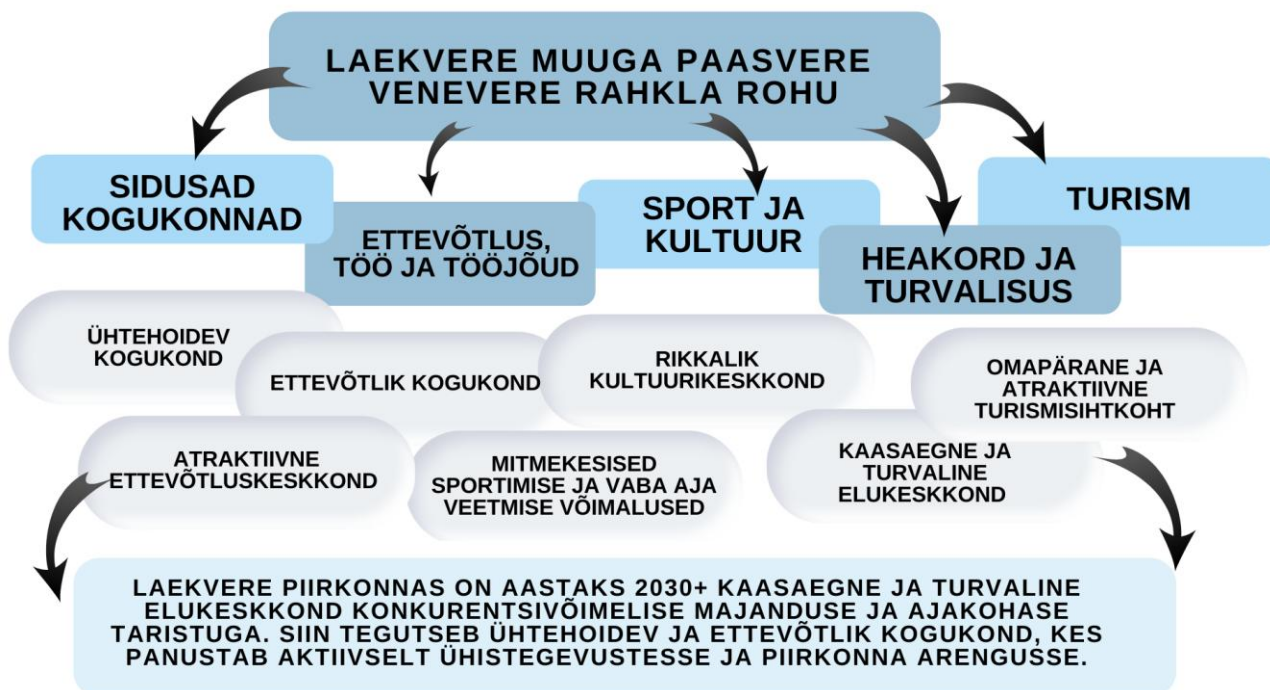 LAEKVERE MUUGA PAASVERE
VENEVERE RAHKLA ROHU
SIDUSAD
KOGUKONNAD
ETTEVÕTLUS,
TÖÖ JA TÖÖJÕUD
SPORT JA
KULTUUR
HEAKORD JA
TURVALISUS
TURISM
ÜHTEHOIDEV
KOGUKOND
ETTEVÕTLIK KOGUKOND
RIKKALIK
KULTUURIKESKKOND
OMAPÄRANE JA
ATRAKTIIVNE
TURISMISIHTKOHT
ATRAKTIIVNE
ETTEVÕTLUSKESKKOND
MITMEKESISED
SPORTIMISE JA VABA AJA
VEETMISE VÕIMALUSED
KAASAEGNE JA
TURVALINE
ELUKESKKOND
LAEKVERE PIIRKONNAS ON AASTAKS 2030+ KAASAEGNE JA TURVALINE
ELUKESKKOND KONKURENTSIVÕIMELISE MAJANDUSE JA AJAKOHASE
TARISTUGA. SIIN TEGUTSEB ÜHTEHOIDEV JA ETTEVÕTLIK KOGUKOND, KES
PANUSTAB AKTIIVSELT ÜHISTEGEVUSTESSE JA PIIRKONNA ARENGUSSE.